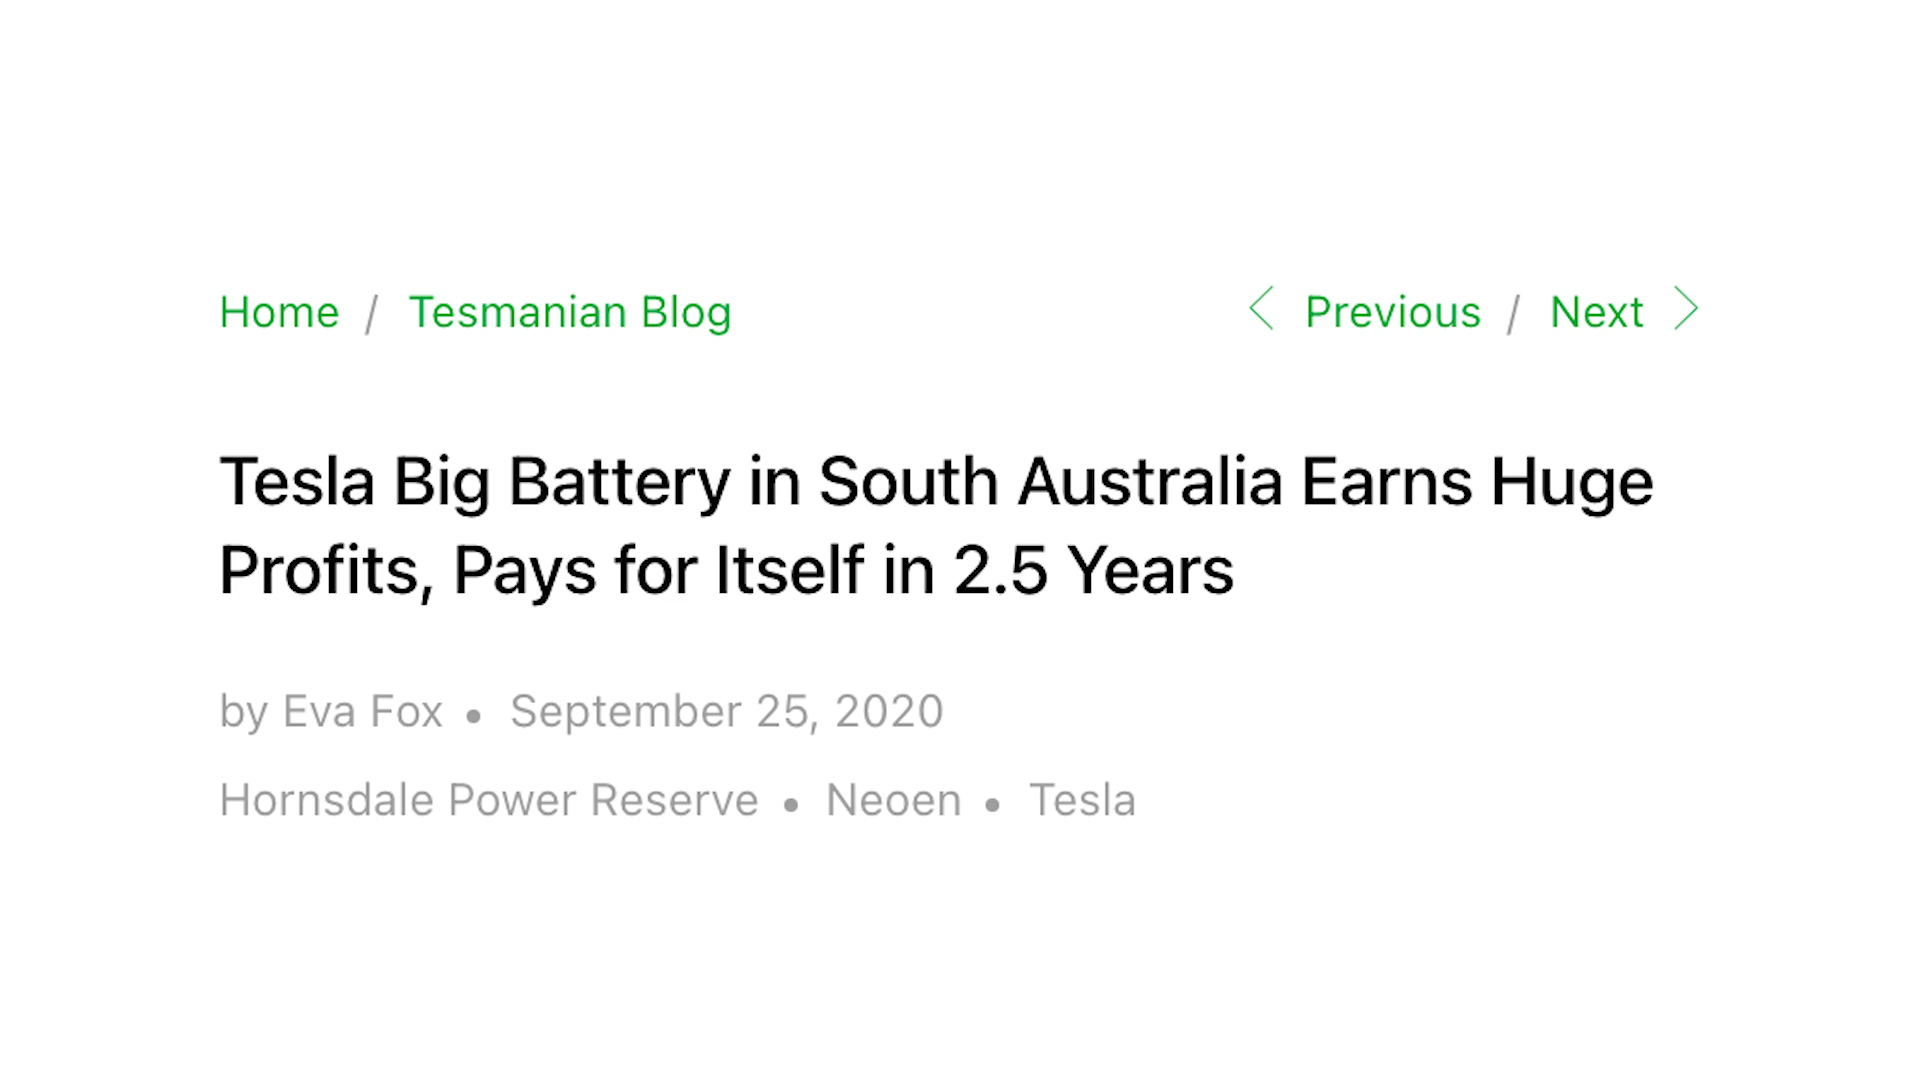 Home / Tesmanian Blog
< Previous / Next >
Tesla Big Battery in South Australia Earns Huge
Profits, Pays for Itself in 2.5 Years
by Eva Fox • September 25, 2020
Hornsdale Power Reserve • Neoen • Tesla